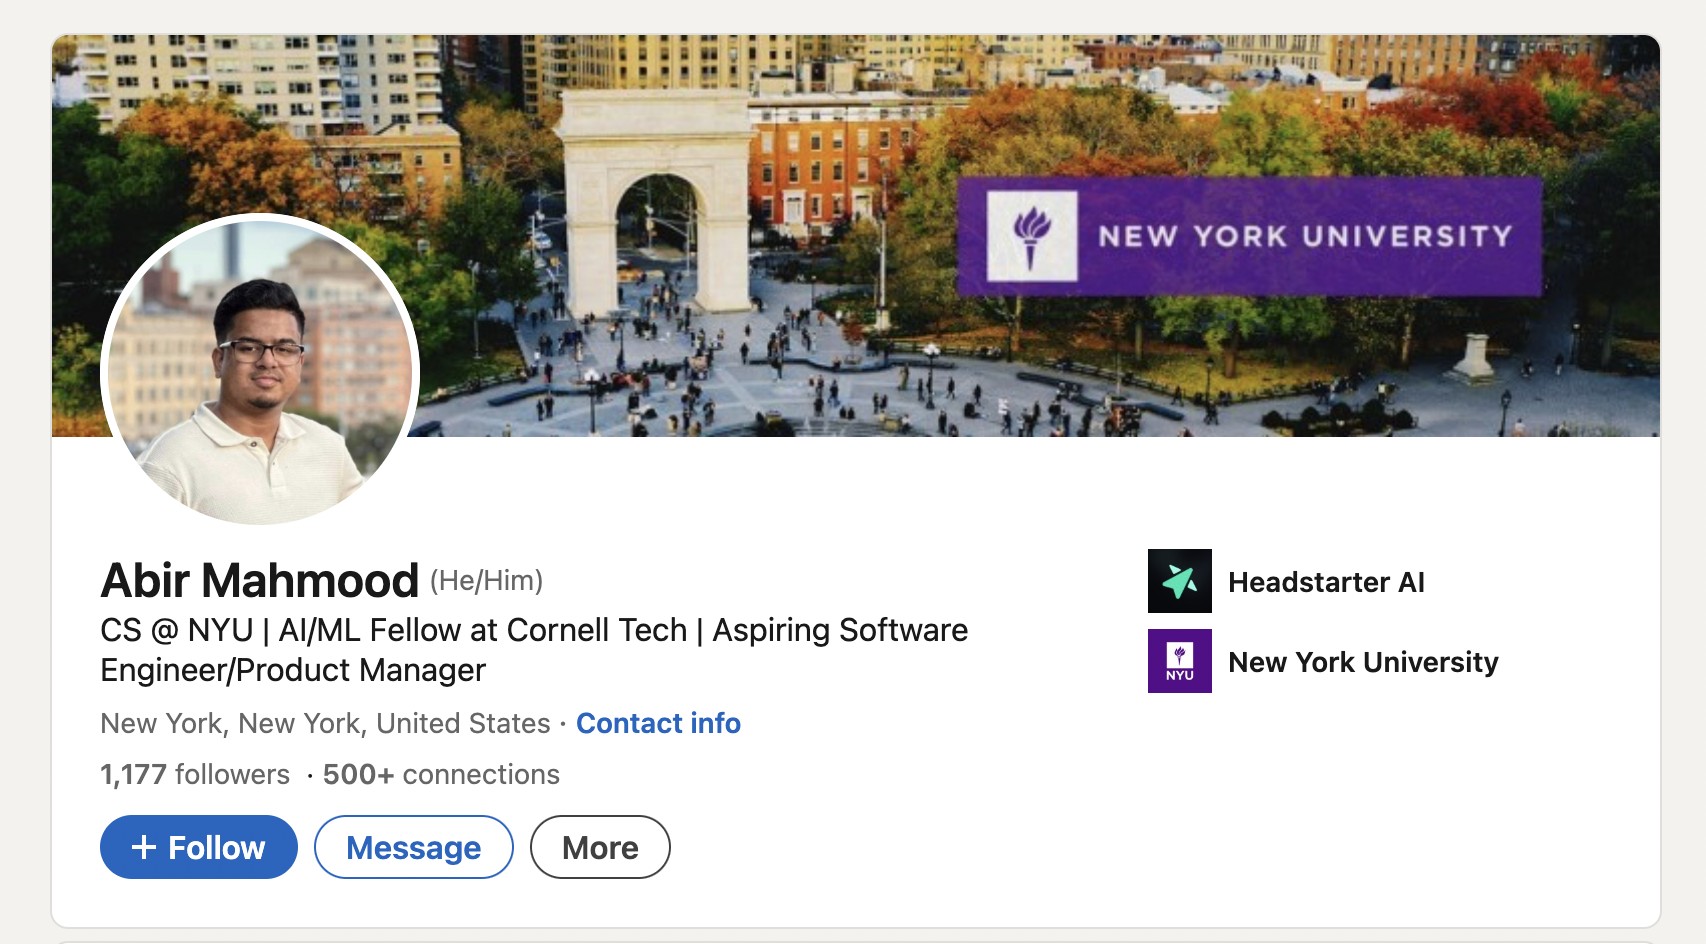 NEW YORK UNIVERSITY
Abir Mahmood (He/Him)
CS @ NYU | AI/ML Fellow at Cornell Tech | Aspiring Software
Engineer/Product Manager
New York, New York, United States · Contact info
1,177 followers · 500+ connections
+ Follow
Message
More
Headstarter AI
NYU
New York University